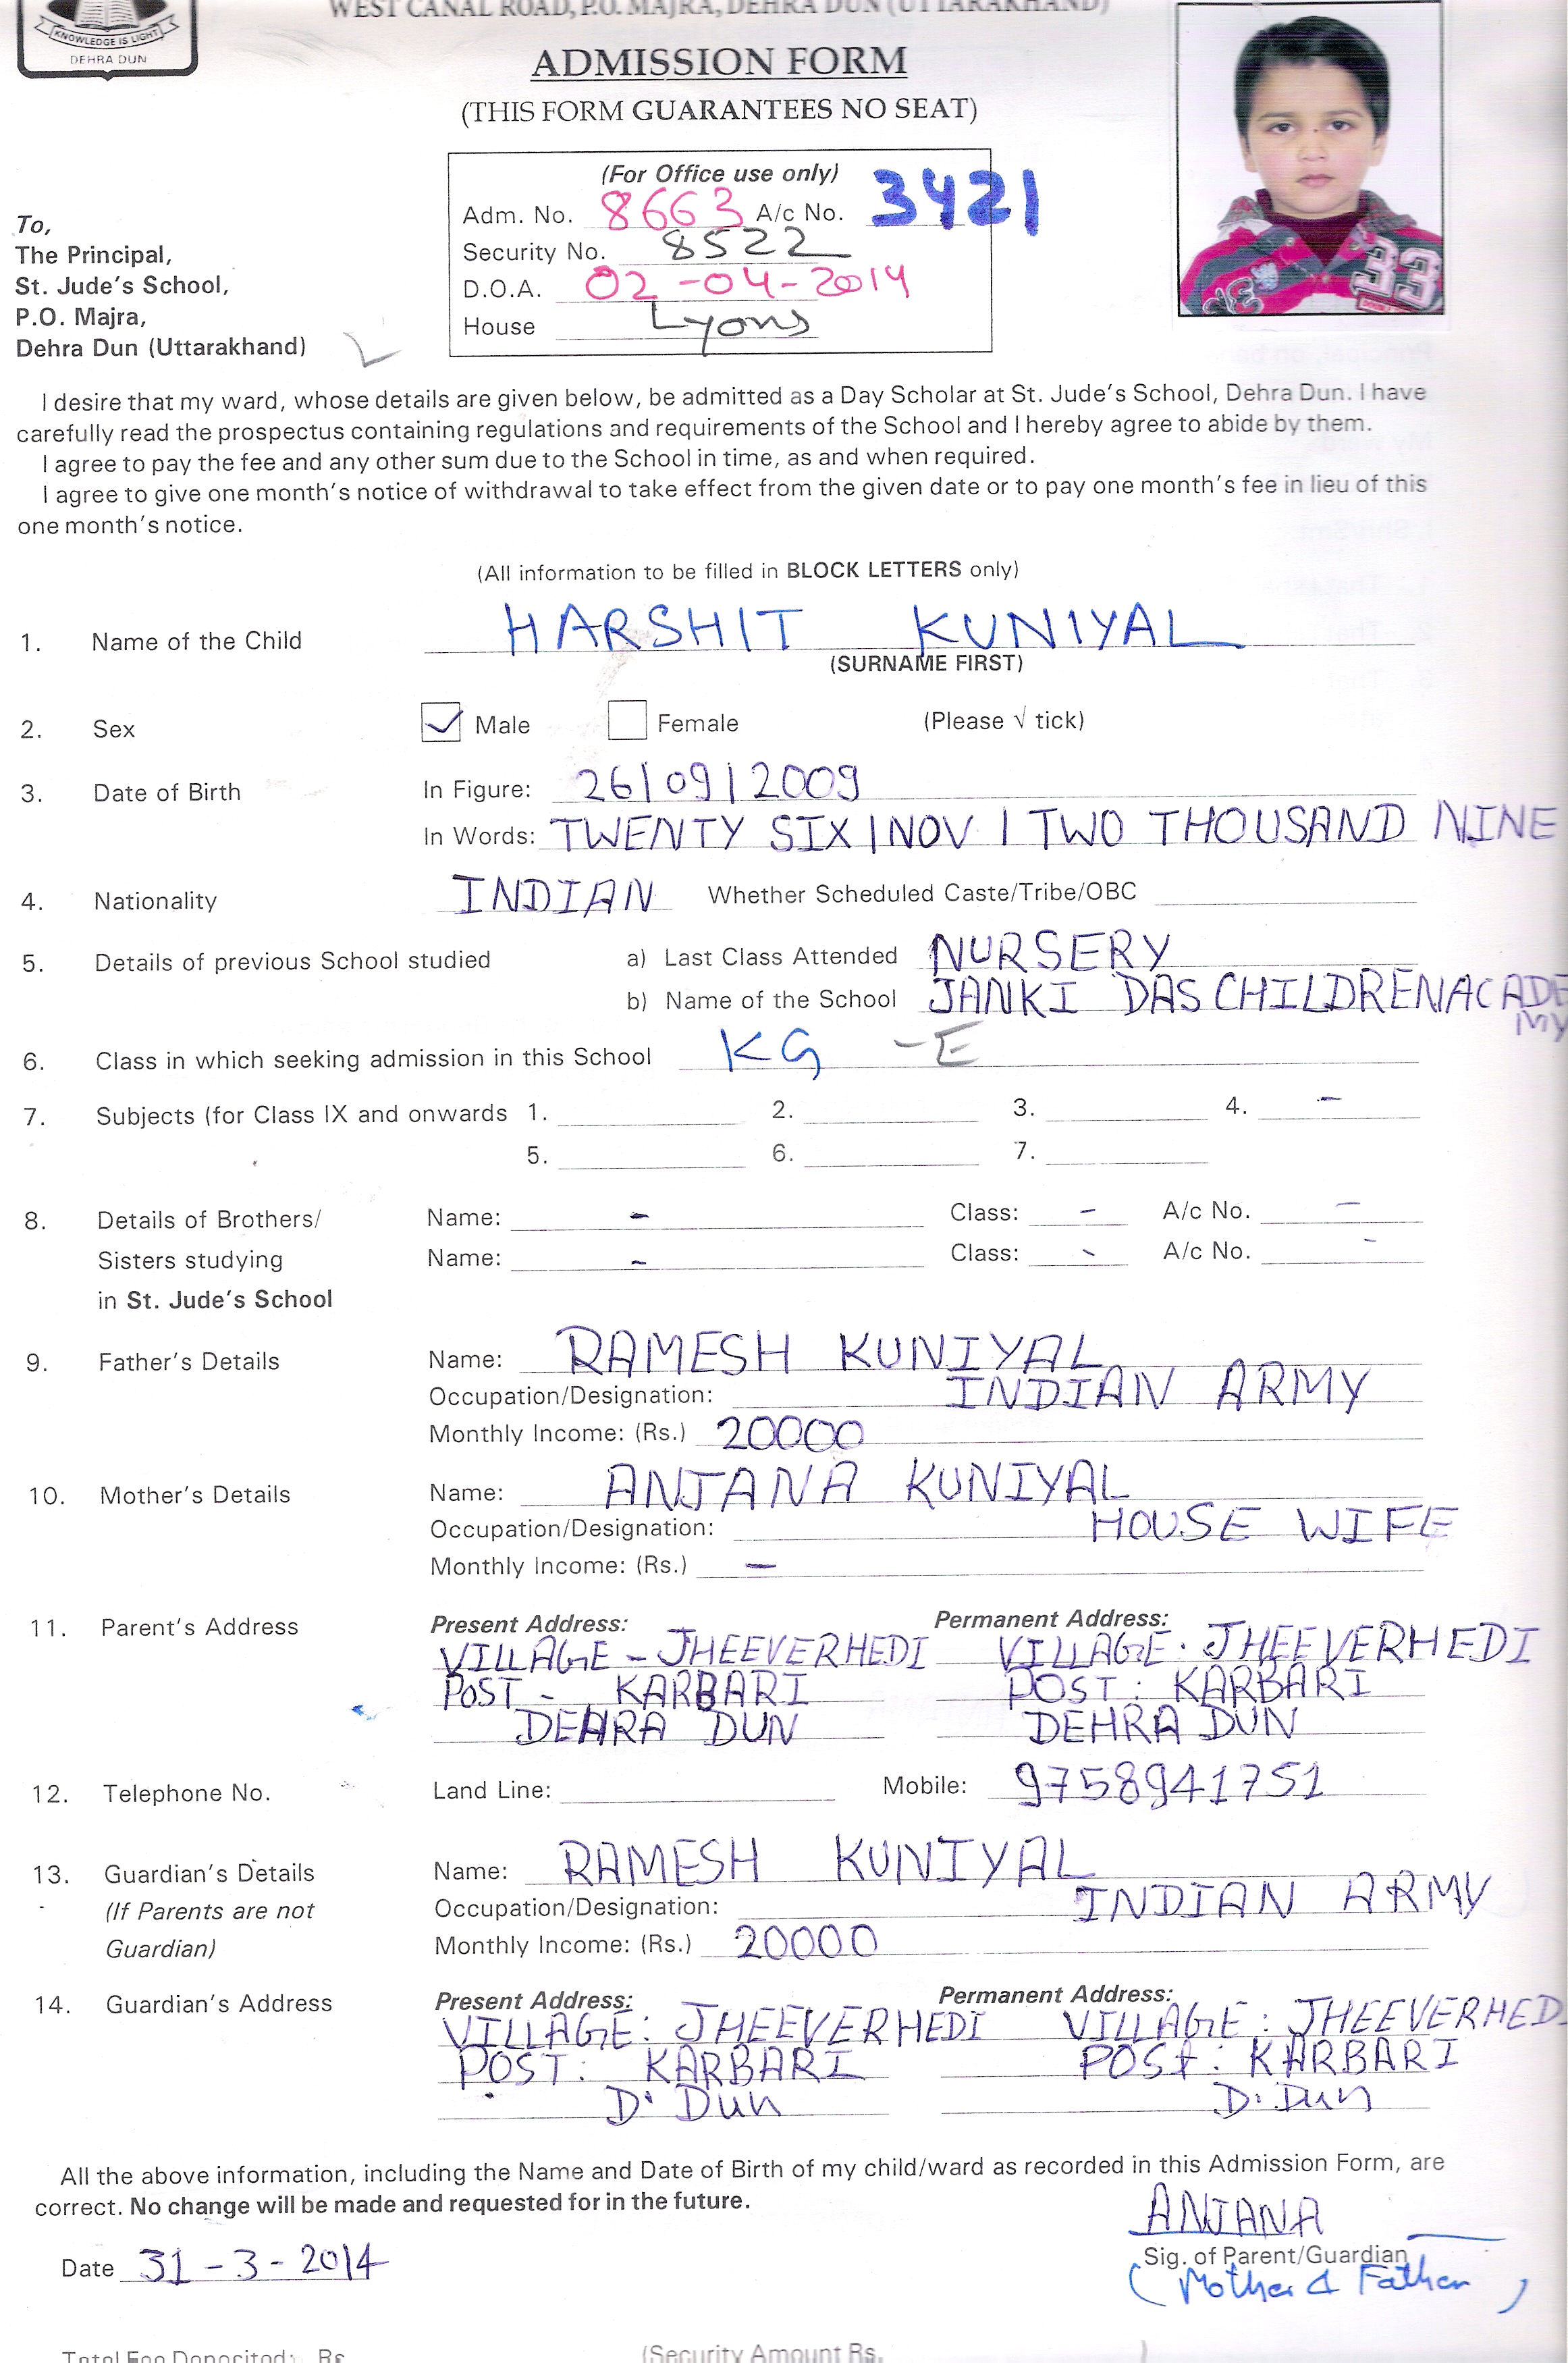 WEST CANAL ROAD, P.O. MAJRA, DEHRA DUN (UTTARAKHAND)
KNOWLEDGE IS LIGHT
DEHRA DUN
ADMISSION FORM
(THIS FORM GUARANTEES NO SEAT)
(For Office use only)
Adm. No. 8663 A/c No. 3421
Security No. 8522
D.O.A. 02-04-2014
House Lyons
To,
The Principal,
St. Jude's School,
P.O. Majra,
Dehra Dun (Uttarakhand)
I desire that my ward, whose details are given below, be admitted as a Day Scholar at St. Jude's School, Dehra Dun. I have
carefully read the prospectus containing regulations and requirements of the School and I hereby agree to abide by them.
I agree to pay the fee and any other sum due to the School in time, as and when required.
I agree to give one month's notice of withdrawal to take effect from the given date or to pay one month's fee in lieu of this
one month's notice.
(All information to be filled in BLOCK LETTERS only)
1. Name of the Child HARSHIT KUNIYAL
(SURNAME FIRST)
2. Sex Male Female (Please √ tick)
3. Date of Birth In Figure: 26/09/2009
In Words: TWENTY SIX|NOV|TWO THOUSAND NINE
4. Nationality INDIAN Whether Scheduled Caste/Tribe/OBC
5. Details of previous School studied a) Last Class Attended NURSERY
b) Name of the School JANKI DAS CHILDREN ACADE
MY
6. Class in which seeking admission in this School KG -E
7. Subjects (for Class IX and onwards 1. 2. 3. 4. -
5. 6. 7.
8. Details of Brothers/ Name: - Class: - A/c No. -
Sisters studying Name: - Class: - A/c No. -
in St. Jude's School
9. Father's Details Name: RAMESH KUNIYAL
Occupation/Designation: INDIAN ARMY
Monthly Income: (Rs.) 20000
10. Mother's Details Name: ANJANA KUNIYAL
Occupation/Designation: HOUSE WIFE
Monthly Income: (Rs.) -
11. Parent's Address Present Address: Permanent Address:
VILLAGE - JHEEVERHEDI VILLAGE. JHEEVERHEDI
POST - KARBARI POST: KARBARI
DEHRA DUN DEHRA DUN
12. Telephone No. Land Line: Mobile: 9758941751
13. Guardian's Details Name: RAMESH KUNIYAL
(If Parents are not Occupation/Designation: INDIAN ARMY
Guardian) Monthly Income: (Rs.) 20000
14. Guardian's Address Present Address: Permanent Address:
VILLAGE: JHEEVERHEDI VILLAGE: JHEEVERHED
POST: KARBARI POSt: KARBARI
D. Dun D. Dun
All the above information, including the Name and Date of Birth of my child/ward as recorded in this Admission Form, are
correct. No change will be made and requested for in the future.
ANJANA
Date 31-3-2014 Sig. of Parent/Guardian
(Mother & Father)
Total Fee Deposited: Rs. (Security Amount Rs. )